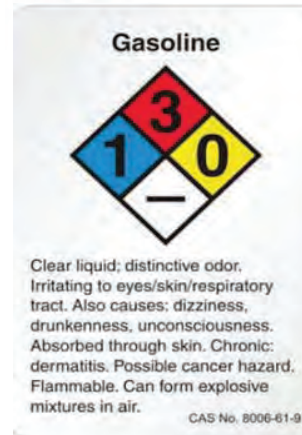 Gasoline
3
1 0
—
Clear liquid; distinctive odor.
Irritating to eyes/skin/respiratory
tract. Also causes: dizziness,
drunkenness, unconsciousness.
Absorbed through skin. Chronic:
dermatitis. Possible cancer hazard.
Flammable. Can form explosive
mixtures in air.
CAS No. 8006-61-9